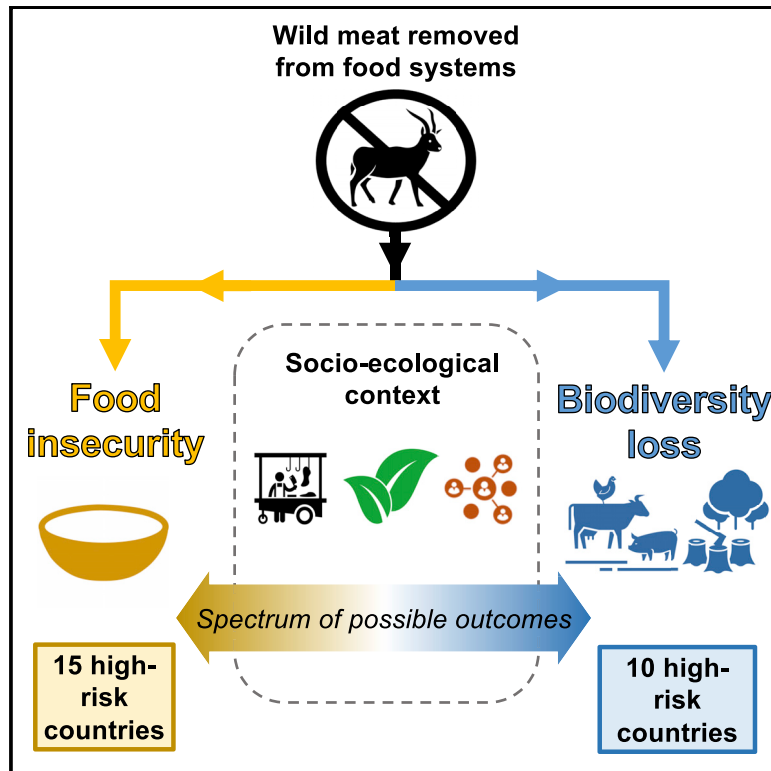 Wild meat removed
from food systems
Socio-ecological
context
Food
insecurity
Biodiversity
loss
Spectrum of possible outcomes
15 high-
risk
countries
10 high-
risk
countries